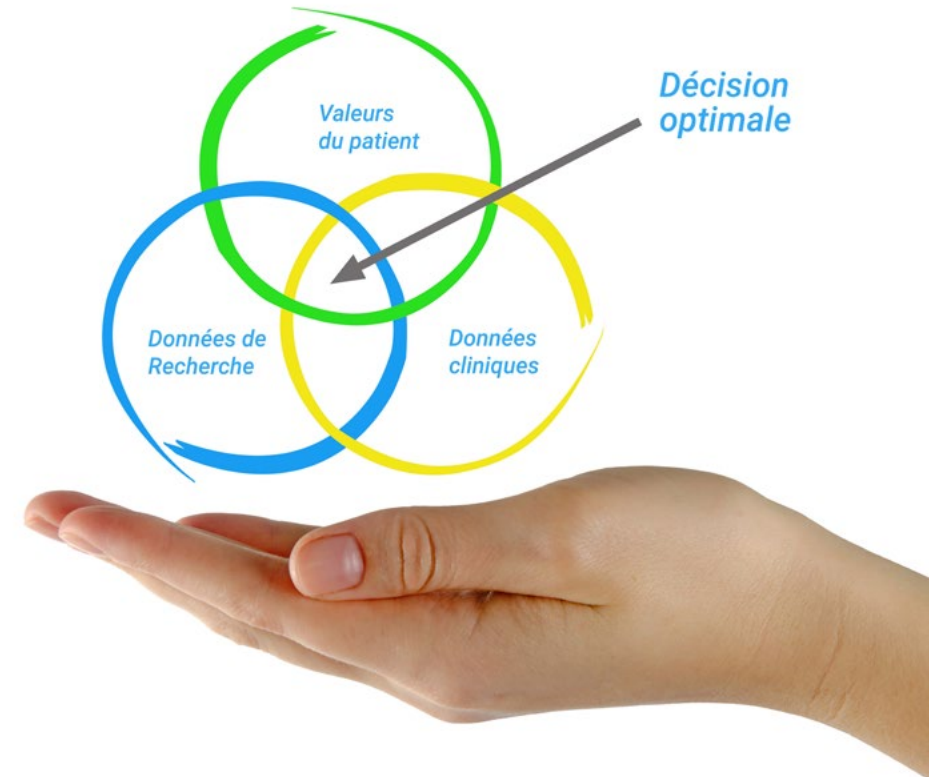 Valeurs
du patient
Décision
optimale
Données de
Recherche
Données
cliniques